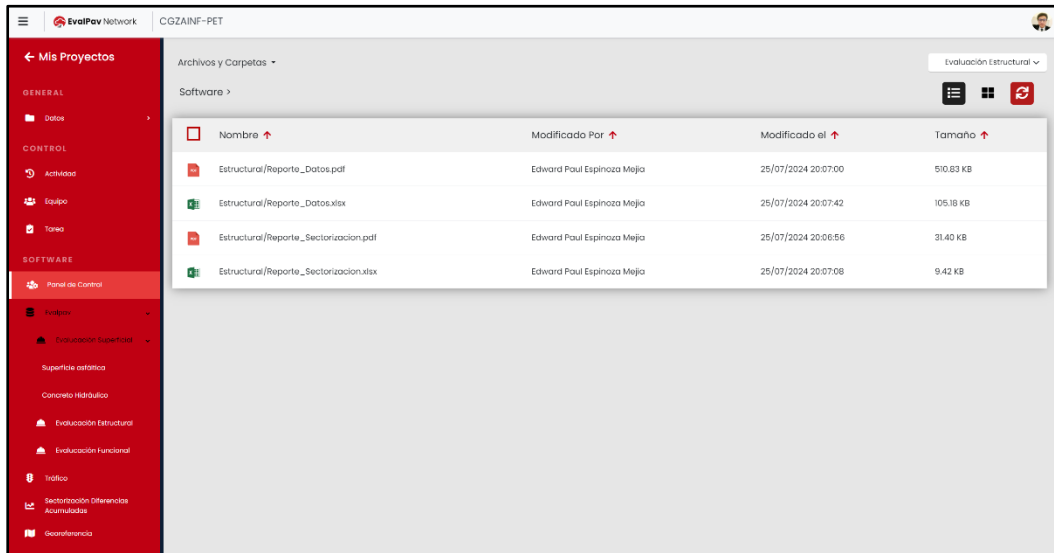 EvalPav Network
CGZAINF-PET
Mis Proyectos
GENERAL
Datos
CONTROL
Actividad
Equipo
Tarea
SOFTWARE
Panel de Control
Evalpav
Evalucación Superficial
Superficie asfáltica
Concreto Hidráulico
Evalucación Estructural
Evalucación Funcional
Tráfico
Sectorización Diferencias
Acumuladas
Georeferencia
Archivos y Carpetas
Evaluación Estructural
Software >
Nombre Modificado Por Modificado el Tamaño
Estructural/Reporte_Datos.pdf Edward Paul Espinoza Mejia 25/07/2024 20:07:00 510.83 KB
Estructural/Reporte_Datos.xlsx Edward Paul Espinoza Mejia 25/07/2024 20:07:42 105.18 KB
Estructural/Reporte_Sectorizacion.pdf Edward Paul Espinoza Mejia 25/07/2024 20:06:56 31.40 KB
Estructural/Reporte_Sectorizacion.xlsx Edward Paul Espinoza Mejia 25/07/2024 20:07:08 9.42 KB